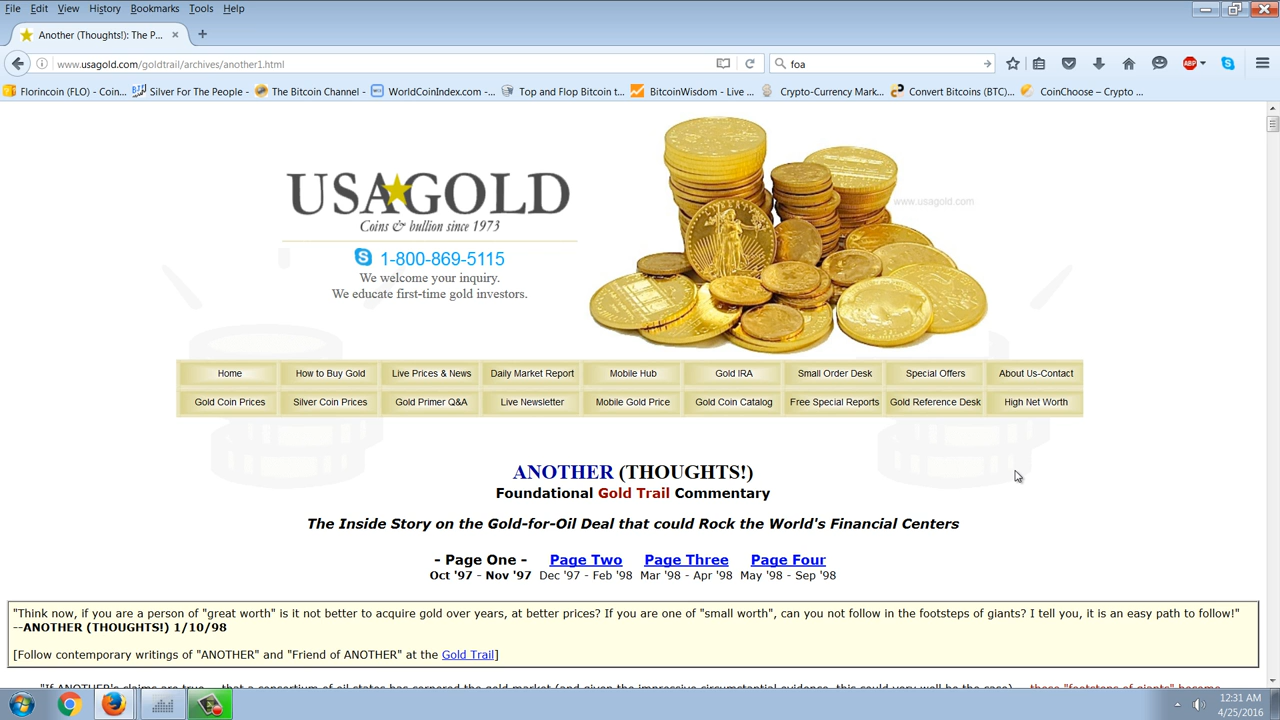 File Edit View History Bookmarks Tools Help
Another (Thoughts!): The P...
www.usagold.com/goldtrail/archives/another1.html
foa
ABP
Florincoin (FLO) - Coin... Silver For The People - ... The Bitcoin Channel - ... WorldCoinIndex.com -... Top and Flop Bitcoin t... BitcoinWisdom - Live ... Crypto-Currency Mark... Convert Bitcoins (BTC)... CoinChoose – Crypto ...
USAGOLD
Coins & bullion since 1973
www.usagold.com
1-800-869-5115
We welcome your inquiry.
We educate first-time gold investors.
Home How to Buy Gold Live Prices & News Daily Market Report Mobile Hub Gold IRA Small Order Desk Special Offers About Us-Contact
Gold Coin Prices Silver Coin Prices Gold Primer Q&A Live Newsletter Mobile Gold Price Gold Coin Catalog Free Special Reports Gold Reference Desk High Net Worth
ANOTHER (THOUGHTS!)
Foundational Gold Trail Commentary
The Inside Story on the Gold-for-Oil Deal that could Rock the World's Financial Centers
- Page One - Page Two Page Three Page Four
Oct '97 - Nov '97 Dec '97 - Feb '98 Mar '98 - Apr '98 May '98 - Sep '98
"Think now, if you are a person of "great worth" is it not better to acquire gold over years, at better prices? If you are one of "small worth", can you not follow in the footsteps of giants? I tell you, it is an easy path to follow!"
--ANOTHER (THOUGHTS!) 1/10/98
[Follow contemporary writings of "ANOTHER" and "Friend of ANOTHER" at the Gold Trail]
12:31 AM
4/25/2016